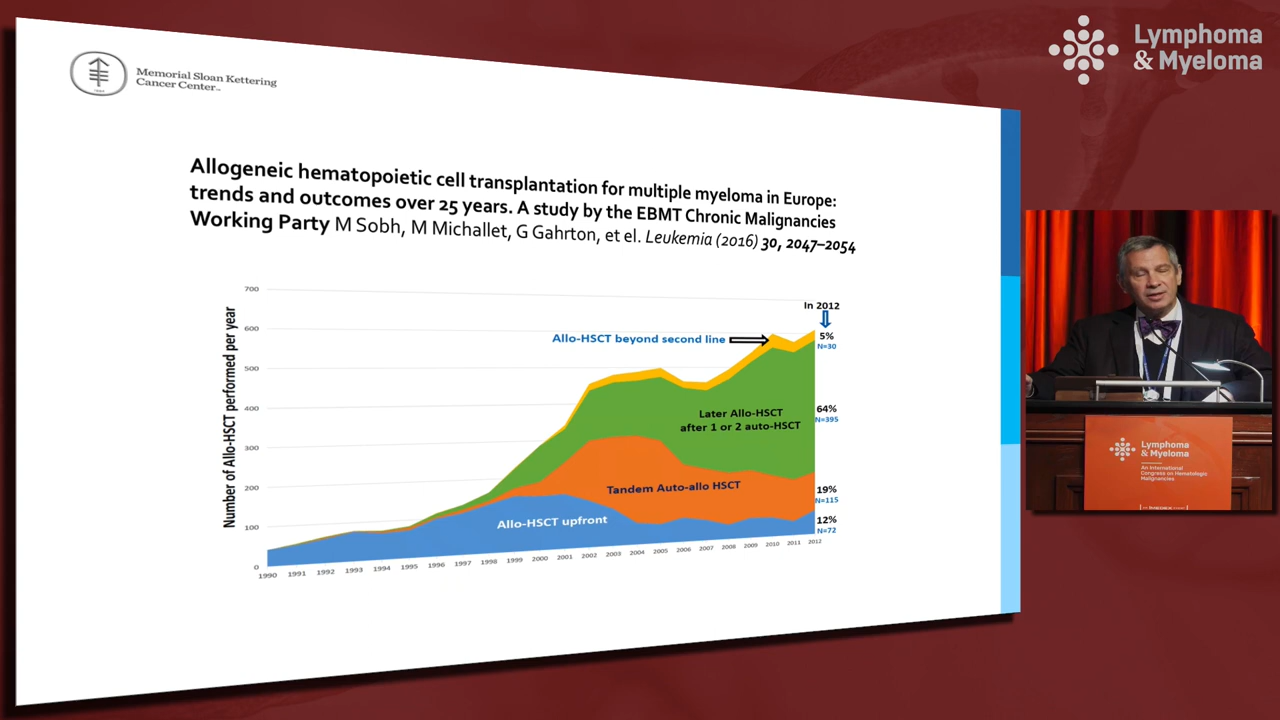 Memorial Sloan Kettering
Cancer Center™
Lymphoma
& Myeloma
Allogeneic hematopoietic cell transplantation for multiple myeloma in Europe:
trends and outcomes over 25 years. A study by the EBMT Chronic Malignancies
Working Party M Sobh, M Michallet, G Gahrton, et el. Leukemia (2016) 30, 2047–2054
Number of Allo-HSCT performed per year
700
600
500
400
300
200
100
0
In 2012
Allo-HSCT beyond second line
5%
N=30
Later Allo-HSCT
after 1 or 2 auto-HSCT
64%
N=395
Tandem Auto-allo HSCT
19%
N=115
Allo-HSCT upfront
12%
N=72
1990 1991 1992 1993 1994 1995 1996 1997 1998 1999 2000 2001 2002 2003 2004 2005 2006 2007 2008 2009 2010 2011 2012
Lymphoma
& Myeloma
An International
Congress on Hematologic
Malignancies